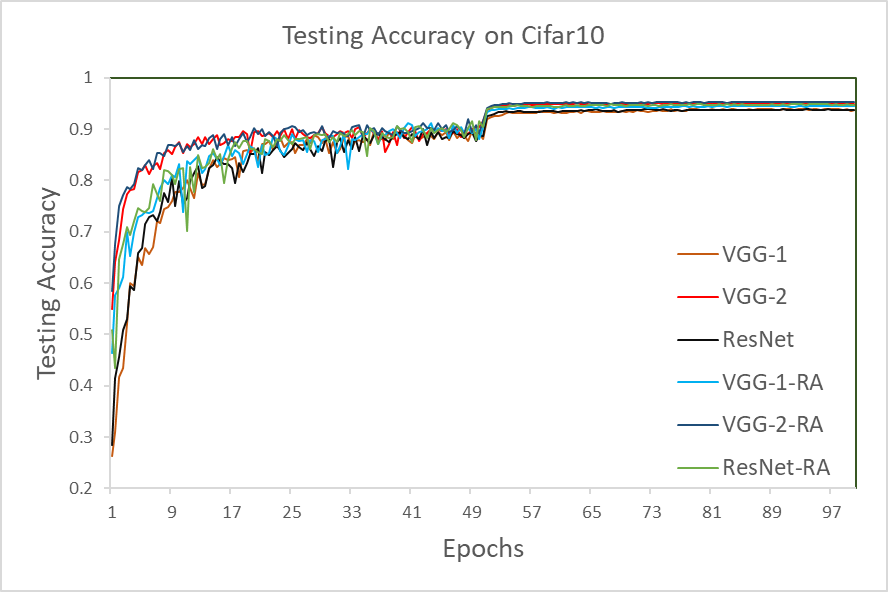 Testing Accuracy on Cifar10
Testing Accuracy
1
0.9
0.8
0.7
0.6
0.5
0.4
0.3
0.2
VGG-1
VGG-2
ResNet
VGG-1-RA
VGG-2-RA
ResNet-RA
1 9 17 25 33 41 49 57 65 73 81 89 97
Epochs